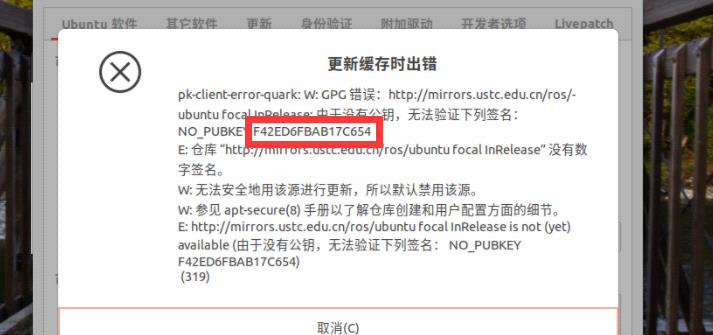 Ubuntu 软件 其它软件 更新 身份验证 附加驱动 开发者选项 Livepatch
更新缓存时出错
pk-client-error-quark: W: GPG 错误：http://mirrors.ustc.edu.cn/ros/-
ubuntu focal InRelease: 由于没有公钥，无法验证下列签名：
NO_PUBKEY F42ED6FBAB17C654
E: 仓库 “http://mirrors.ustc.edu.cn/ros/ubuntu focal InRelease” 没有数
字签名。
W: 无法安全地用该源进行更新，所以默认禁用该源。
W: 参见 apt-secure(8) 手册以了解仓库创建和用户配置方面的细节。
E: http://mirrors.ustc.edu.cn/ros/ubuntu focal InRelease is not (yet)
available (由于没有公钥，无法验证下列签名： NO_PUBKEY
F42ED6FBAB17C654)
(319)
取消(C)